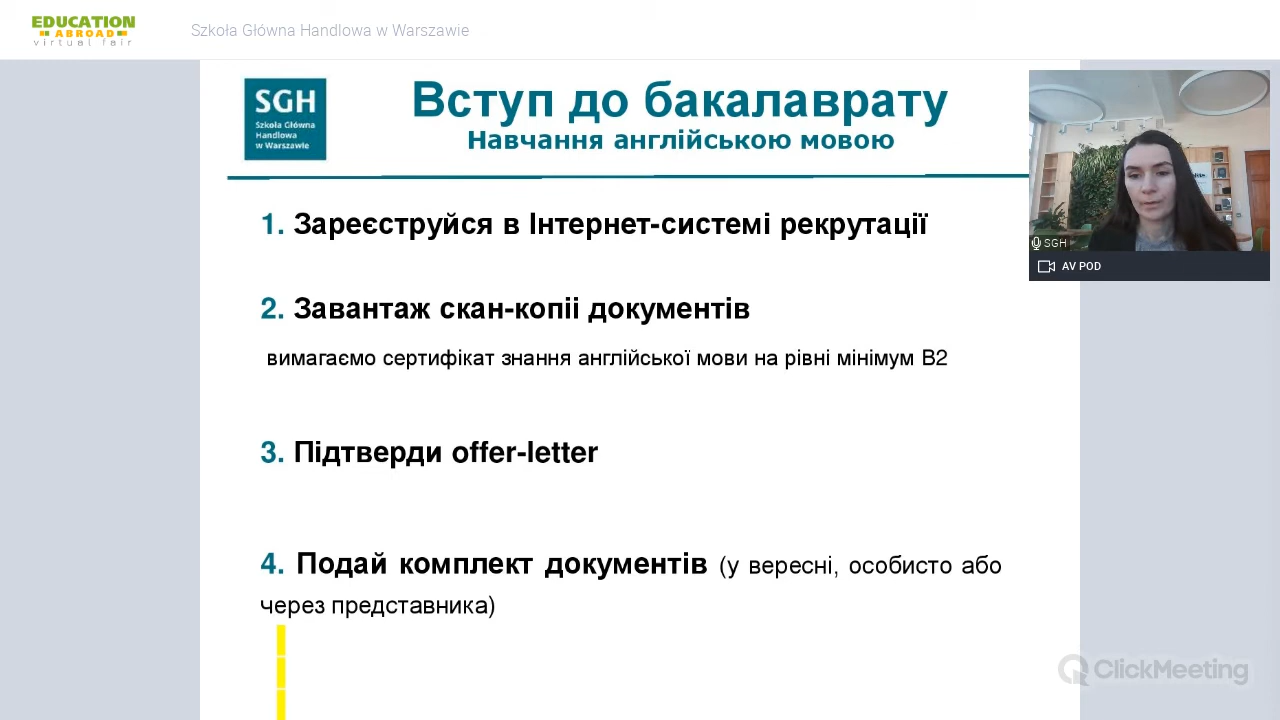 EDUCATION
ABROAD
virtual fair
Szkoła Główna Handlowa w Warszawie
SGH
Szkoła Główna
Handlowa
w Warszawie
Вступ до бакалаврату
Навчання англійською мовою
1. Зареєструйся в Інтернет-системі рекрутації
2. Завантаж скан-копіі документів
вимагаємо сертифікат знання англійської мови на рівні мінімум B2
3. Підтверди offer-letter
4. Подай комплект документів (у вересні, особисто або
через представника)
SGH
AV POD
ClickMeeting